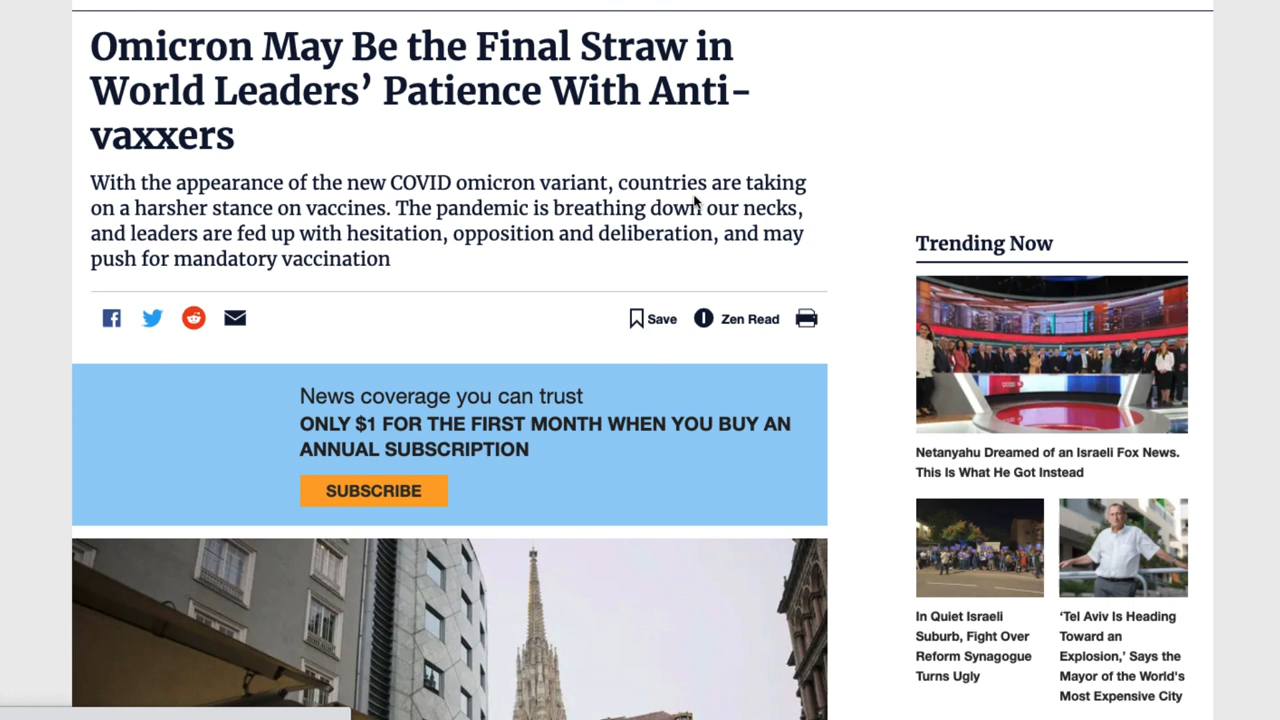 Omicron May Be the Final Straw in
World Leaders’ Patience With Anti-
vaxxers
With the appearance of the new COVID omicron variant, countries are taking
on a harsher stance on vaccines. The pandemic is breathing down our necks,
and leaders are fed up with hesitation, opposition and deliberation, and may
push for mandatory vaccination
Save
Zen Read
News coverage you can trust
ONLY $1 FOR THE FIRST MONTH WHEN YOU BUY AN
ANNUAL SUBSCRIPTION
SUBSCRIBE
Trending Now
Netanyahu Dreamed of an Israeli Fox News.
This Is What He Got Instead
In Quiet Israeli
Suburb, Fight Over
Reform Synagogue
Turns Ugly
‘Tel Aviv Is Heading
Toward an
Explosion,’ Says the
Mayor of the World's
Most Expensive City